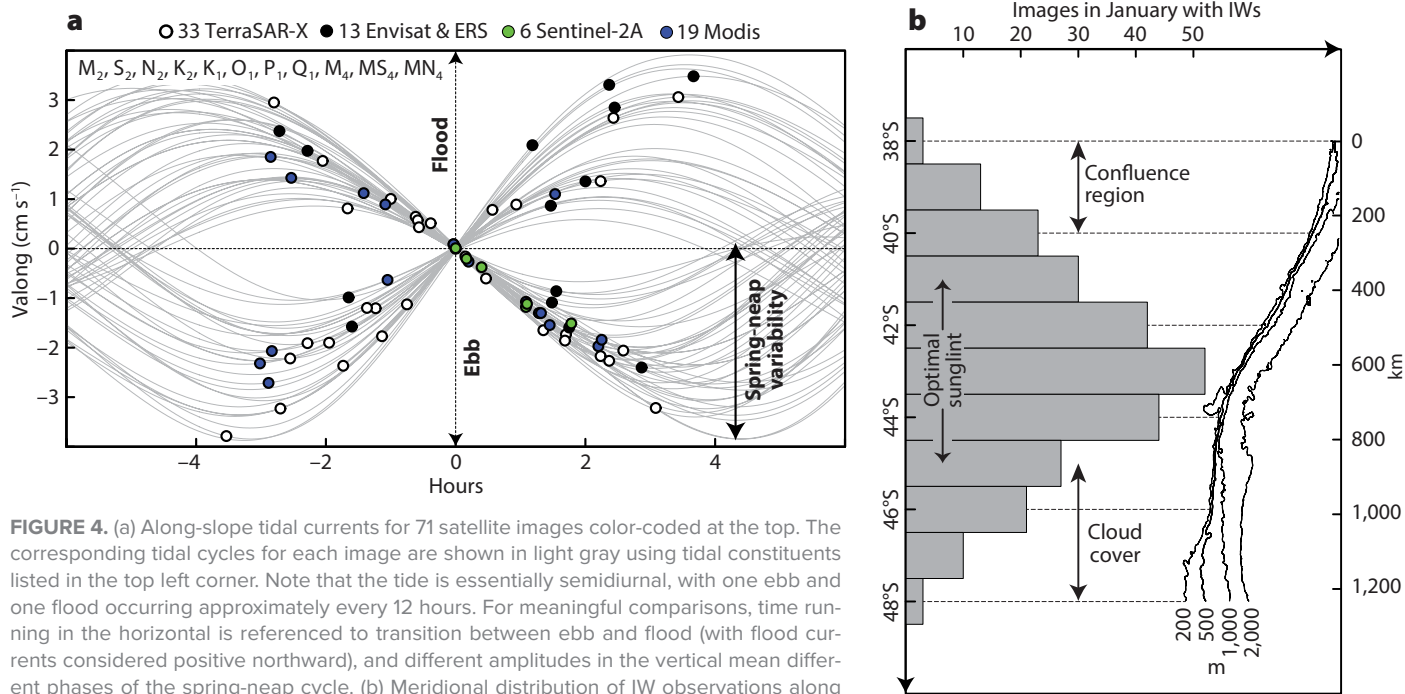 a
33 TerraSAR-X 13 Envisat & ERS 6 Sentinel-2A 19 Modis
M₂, S₂, N₂, K₂, K₁, O₁, P₁, Q₁, M₄, MS₄, MN₄
Flood
Ebb
Spring-neap
variability
Valong (cm s⁻¹)
3
2
1
0
−1
−2
−3
−4 −2 0 2 4
Hours
b
Images in January with IWs
10 20 30 40 50
38°S
40°S
42°S
44°S
46°S
48°S
Confluence
region
Optimal
sunglint
Cloud
cover
0
200
400
600
800
1,000
1,200
km
200
500
1,000
2,000
m
FIGURE 4. (a) Along-slope tidal currents for 71 satellite images color-coded at the top. The
corresponding tidal cycles for each image are shown in light gray using tidal constituents
listed in the top left corner. Note that the tide is essentially semidiurnal, with one ebb and
one flood occurring approximately every 12 hours. For meaningful comparisons, time run-
ning in the horizontal is referenced to transition between ebb and flood (with flood cur-
rents considered positive northward), and different amplitudes in the vertical mean differ-
ent phases of the spring-neap cycle. (b) Meridional distribution of IW observations along